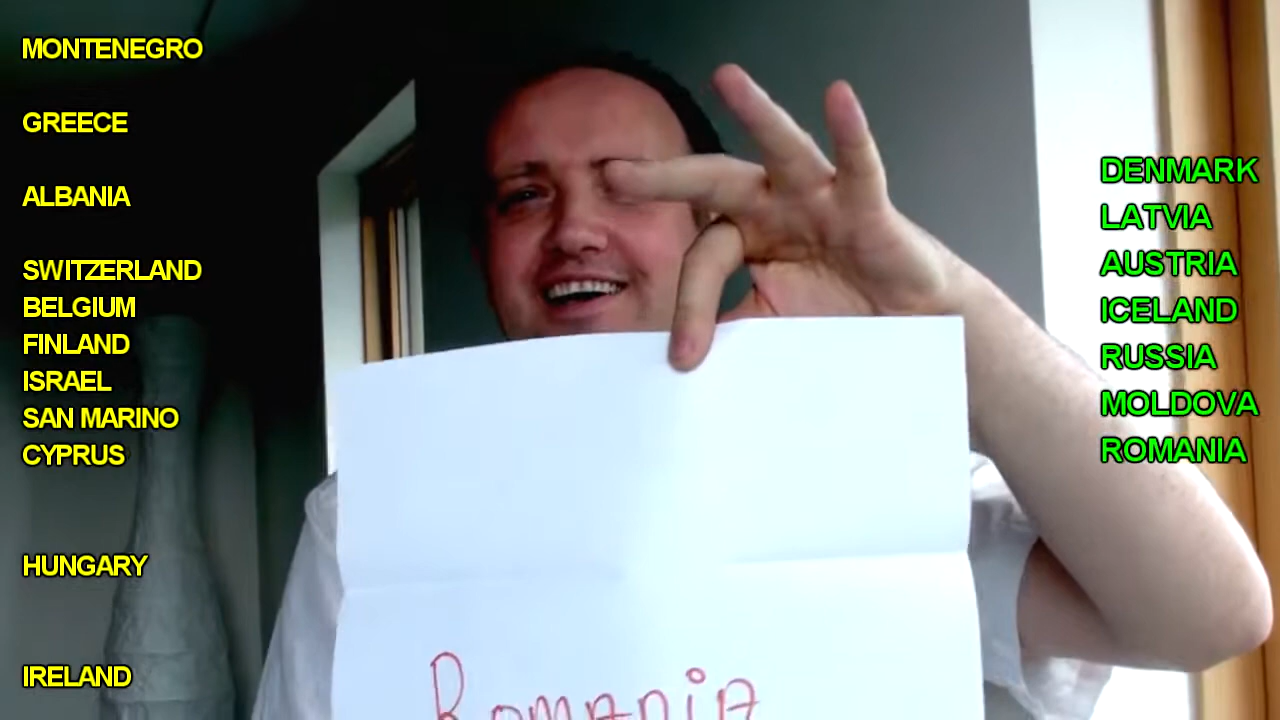 MONTENEGRO
GREECE
ALBANIA
SWITZERLAND
BELGIUM
FINLAND
ISRAEL
SAN MARINO
CYPRUS
HUNGARY
IRELAND
DENMARK
LATVIA
AUSTRIA
ICELAND
RUSSIA
MOLDOVA
ROMANIA
ROMANIA